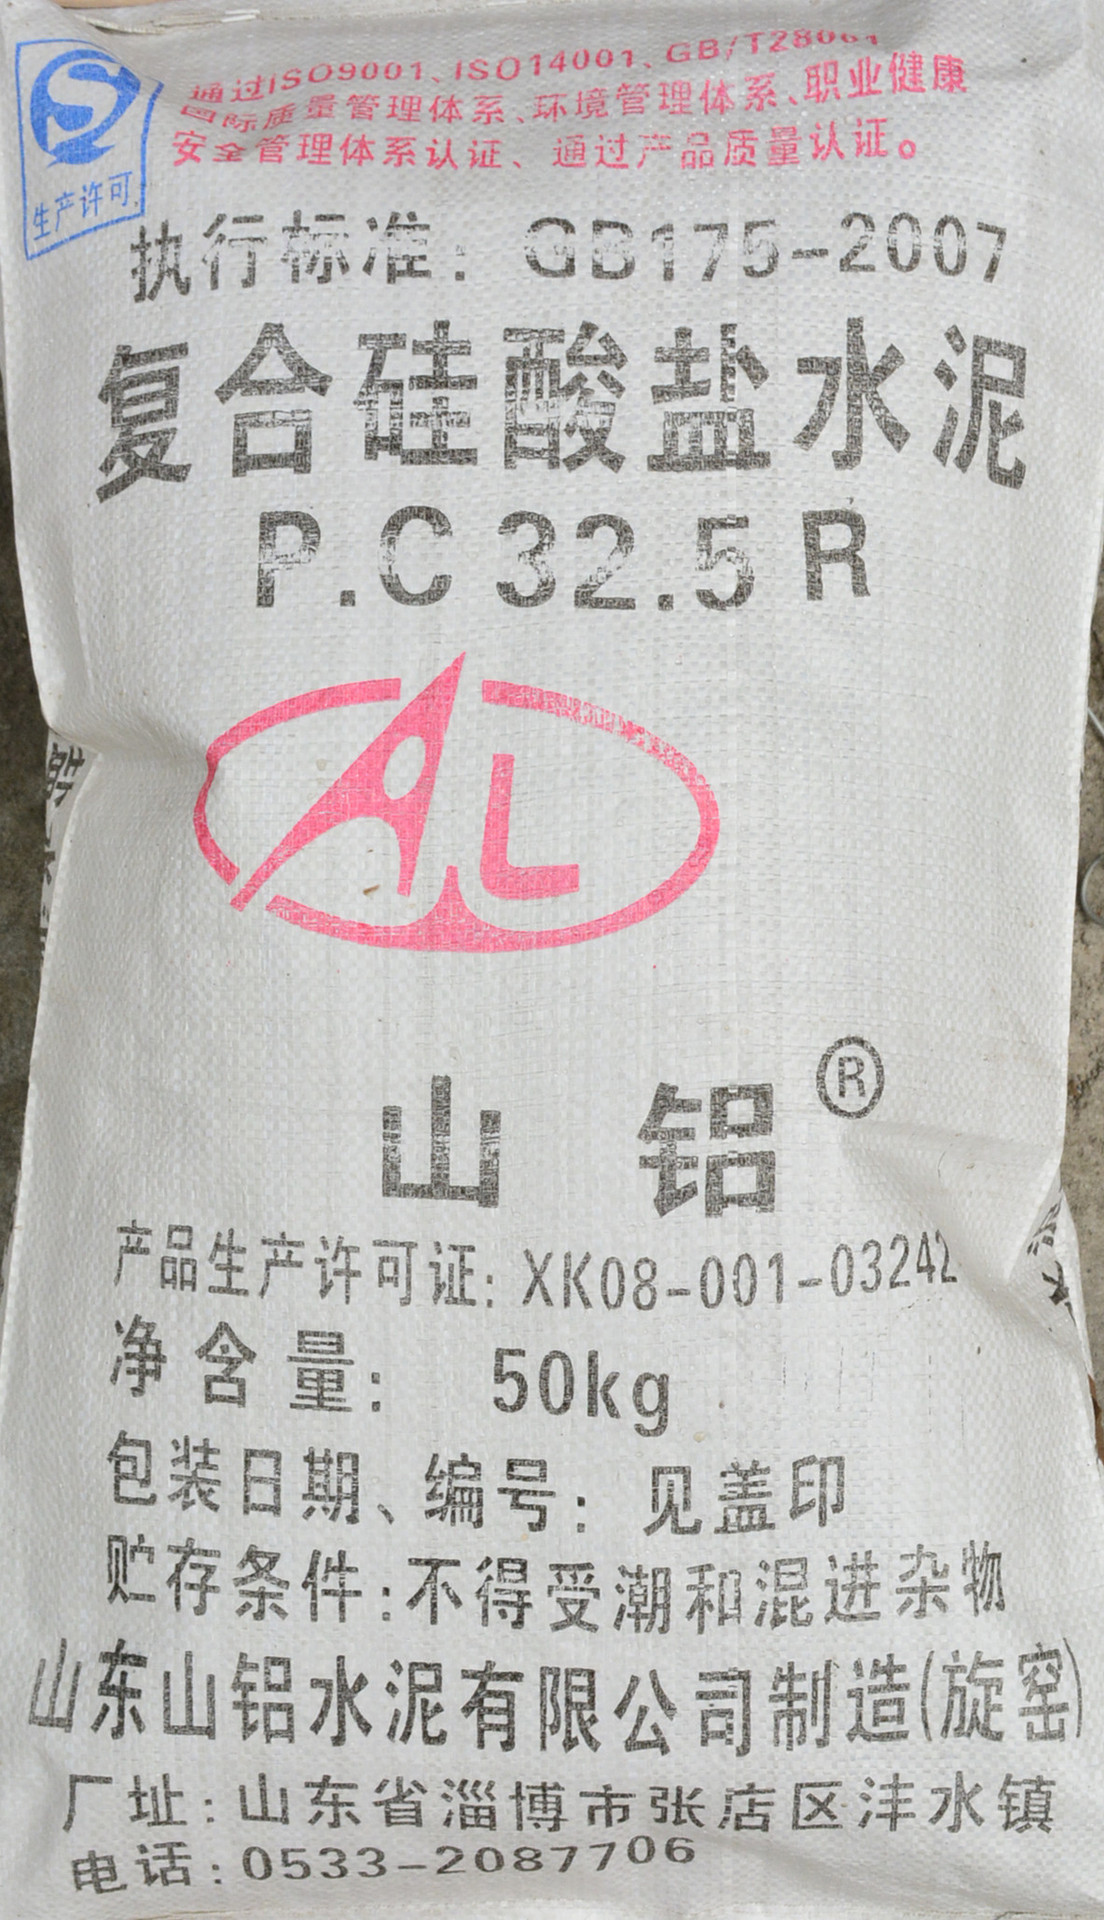 通过ISO9001、ISO14001、GB/T28001
国际质量管理体系、环境管理体系、职业健康
安全管理体系认证、通过产品质量认证。
生产许可
执行标准：GB175-2007
复合硅酸盐水泥
P.C32.5R
AL
山铝®
产品生产许可证：XK08-001-03242
净含量：50kg
包装日期、编号：见盖印
贮存条件：不得受潮和混进杂物
山东山铝水泥有限公司制造(旋窑)
厂址：山东省淄博市张店区沣水镇
电话：0533-2087706